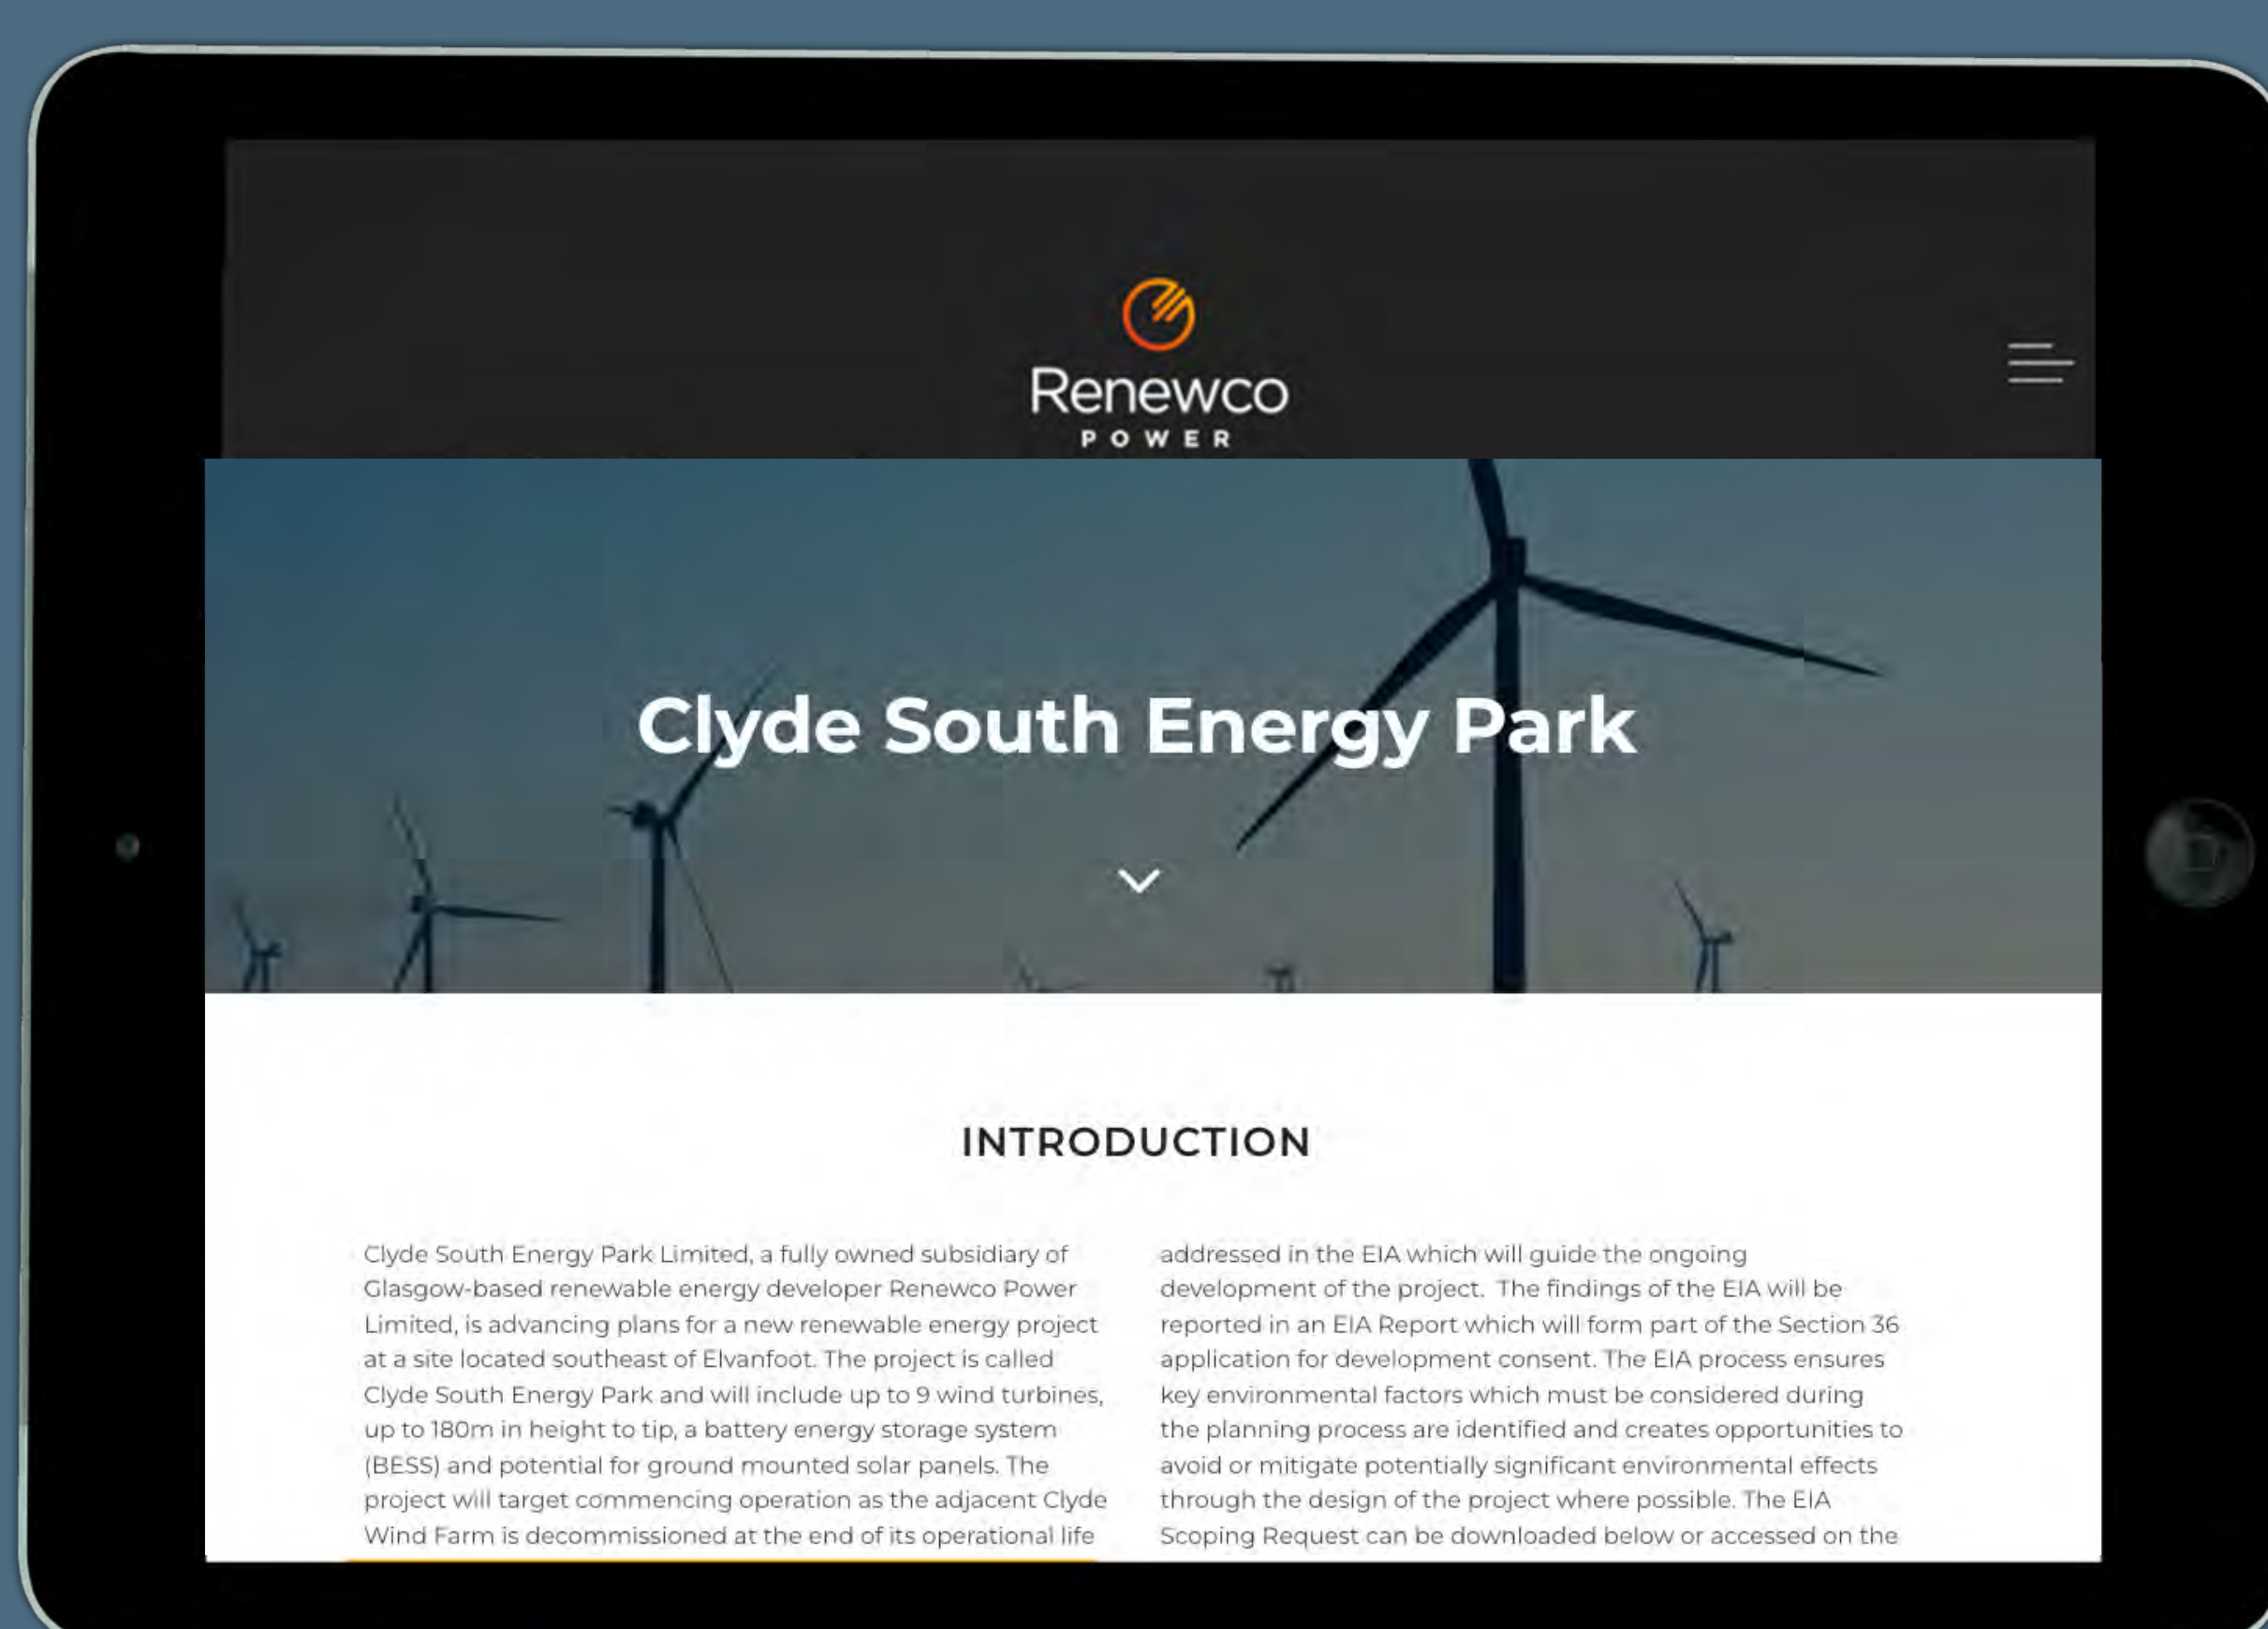 Renewco
POWER
Clyde South Energy Park
INTRODUCTION
Clyde South Energy Park Limited, a fully owned subsidiary of
Glasgow-based renewable energy developer Renewco Power
Limited, is advancing plans for a new renewable energy project
at a site located southeast of Elvanfoot. The project is called
Clyde South Energy Park and will include up to 9 wind turbines,
up to 180m in height to tip, a battery energy storage system
(BESS) and potential for ground mounted solar panels. The
project will target commencing operation as the adjacent Clyde
Wind Farm is decommissioned at the end of its operational life
addressed in the EIA which will guide the ongoing
development of the project. The findings of the EIA will be
reported in an EIA Report which will form part of the Section 36
application for development consent. The EIA process ensures
key environmental factors which must be considered during
the planning process are identified and creates opportunities to
avoid or mitigate potentially significant environmental effects
through the design of the project where possible. The EIA
Scoping Request can be downloaded below or accessed on the